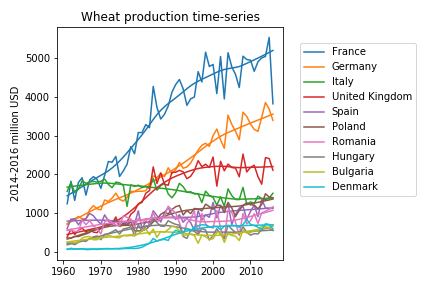 Wheat production time-series
2014-2016 million USD
5000
4000
3000
2000
1000
0
1960
1970
1980
1990
2000
2010
France
Germany
Italy
United Kingdom
Spain
Poland
Romania
Hungary
Bulgaria
Denmark